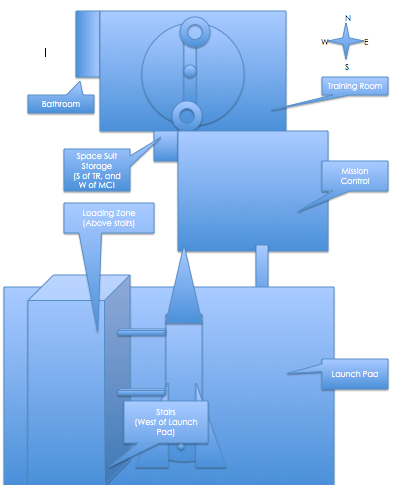 N
W E
S
Training Room
Bathroom
Space Suit
Storage
(S of TR, and
W of MC)
Mission
Control
Loading Zone
(Above stairs)
Launch Pad
Stairs
(West of Launch
Pad)